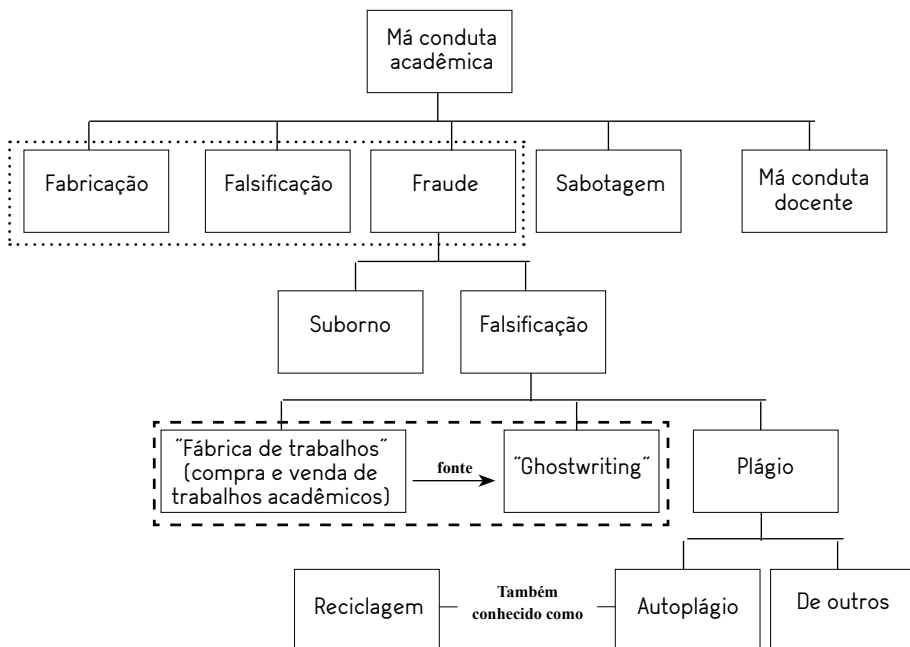 Má conduta
acadêmica
Fabricação
Falsificação
Fraude
Sabotagem
Má conduta
docente
Suborno
Falsificação
"Fábrica de trabalhos"
(compra e venda de
trabalhos acadêmicos)
fonte
"Ghostwriting"
Plágio
Reciclagem
Também
conhecido como
Autoplágio
De outros